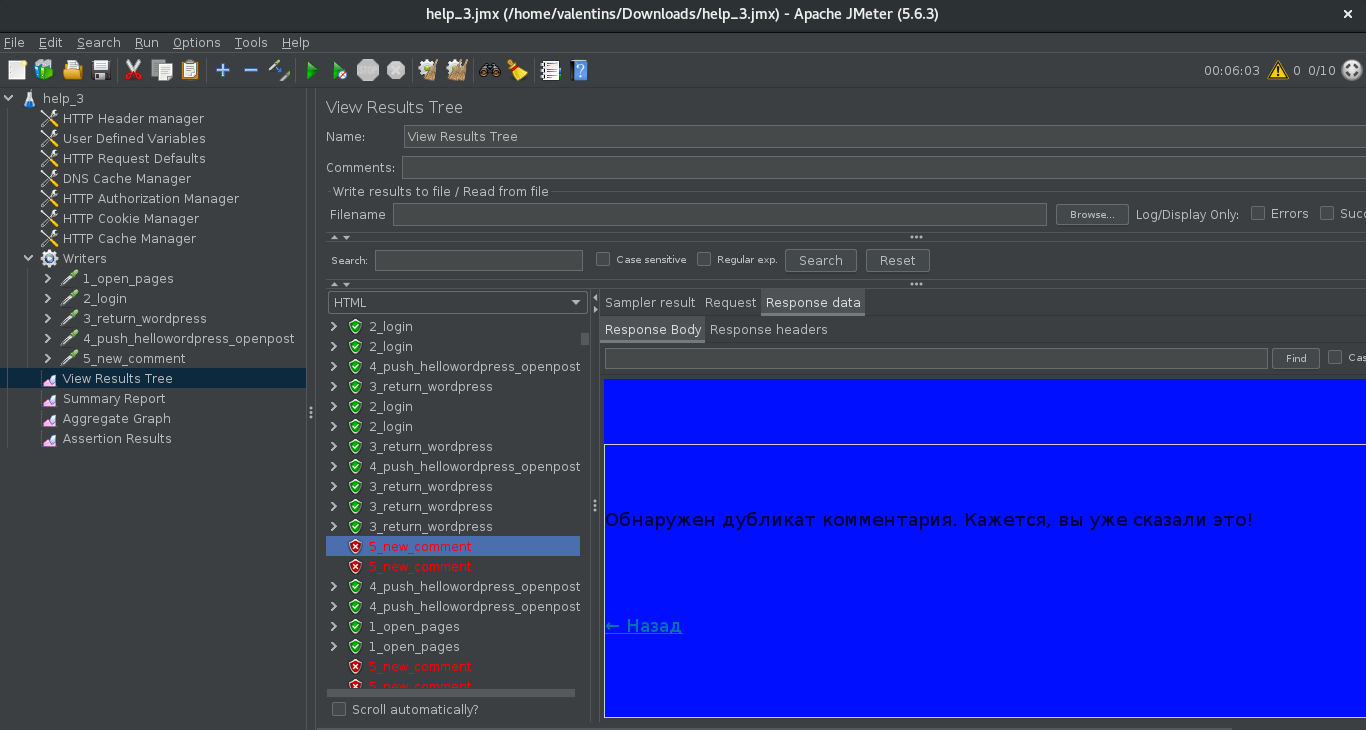 help_3.jmx (/home/valentins/Downloads/help_3.jmx) - Apache JMeter (5.6.3)
File Edit Search Run Options Tools Help
STOP
00:06:03 0 0/10
help_3
HTTP Header manager
User Defined Variables
HTTP Request Defaults
DNS Cache Manager
HTTP Authorization Manager
HTTP Cookie Manager
HTTP Cache Manager
Writers
1_open_pages
2_login
3_return_wordpress
4_push_hellowordpress_openpost
5_new_comment
View Results Tree
Summary Report
Aggregate Graph
Assertion Results
View Results Tree
Name: View Results Tree
Comments:
Write results to file / Read from file
Filename Browse... Log/Display Only: Errors Succ
Search: Case sensitive Regular exp. Search Reset
HTML
2_login
2_login
4_push_hellowordpress_openpost
3_return_wordpress
2_login
2_login
3_return_wordpress
4_push_hellowordpress_openpost
3_return_wordpress
3_return_wordpress
3_return_wordpress
5_new_comment
5_new_comment
4_push_hellowordpress_openpost
4_push_hellowordpress_openpost
1_open_pages
1_open_pages
5_new_comment
5_new_comment
Scroll automatically?
Sampler result Request Response data
Response Body Response headers
Find Cas
Обнаружен дубликат комментария. Кажется, вы уже сказали это!
← Назад